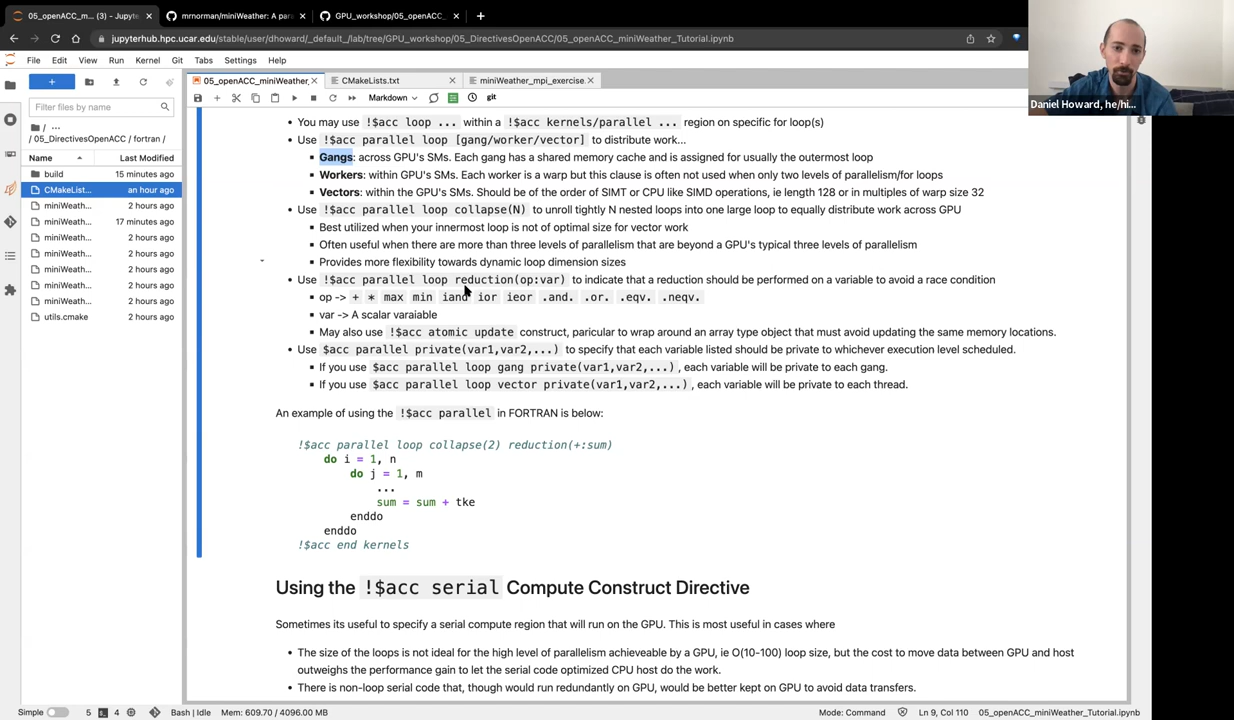 05_openACC_m... (3) - Jupyter
mrnorman/miniWeather: A para
GPU_workshop/05_openACC_
jupyterhub.hpc.ucar.edu/stable/user/dhoward/_default_/lab/tree/GPU_workshop/05_DirectivesOpenACC/05_openACC_miniWeather_Tutorial.ipynb
File Edit View Run Kernel Git Tabs Settings Help
05_openACC_miniWeather_ CMakeLists.txt miniWeather_mpi_exercise.
Markdown git
Filter files by name
/ ...
/ 05_DirectivesOpenACC / fortran /
Name Last Modified
build 15 minutes ago
CMakeList... an hour ago
miniWeath... 2 hours ago
miniWeath... 17 minutes ago
miniWeath... 2 hours ago
miniWeath... 2 hours ago
miniWeath... 2 hours ago
miniWeath... 2 hours ago
utils.cmake 2 hours ago
You may use !$acc loop ... within a !$acc kernels/parallel ... region on specific for loop(s)
Use !$acc parallel loop [gang/worker/vector] to distribute work...
Gangs: across GPU's SMs. Each gang has a shared memory cache and is assigned for usually the outermost loop
Workers: within GPU's SMs. Each worker is a warp but this clause is often not used when only two levels of parallelism/for loops
Vectors: within the GPU's SMs. Should be of the order of SIMT or CPU like SIMD operations, ie length 128 or in multiples of warp size 32
Use !$acc parallel loop collapse(N) to unroll tightly N nested loops into one large loop to equally distribute work across GPU
Best utilized when your innermost loop is not of optimal size for vector work
Often useful when there are more than three levels of parallelism that are beyond a GPU's typical three levels of parallelism
Provides more flexibility towards dynamic loop dimension sizes
Use !$acc parallel loop reduction(op:var) to indicate that a reduction should be performed on a variable to avoid a race condition
op -> + * max min iand ior ieor .and. .or. .eqv. .neqv.
var -> A scalar varaiable
May also use !$acc atomic update construct, paricular to wrap around an array type object that must avoid updating the same memory locations.
Use $acc parallel private(var1,var2,...) to specify that each variable listed should be private to whichever execution level scheduled.
If you use $acc parallel loop gang private(var1,var2,...), each variable will be private to each gang.
If you use $acc parallel loop vector private(var1,var2,...), each variable will be private to each thread.
An example of using the !$acc parallel in FORTRAN is below:
!$acc parallel loop collapse(2) reduction(+:sum)
do i = 1, n
do j = 1, m
...
sum = sum + tke
enddo
enddo
!$acc end kernels
Using the !$acc serial Compute Construct Directive
Sometimes its useful to specify a serial compute region that will run on the GPU. This is most useful in cases where
The size of the loops is not ideal for the high level of parallelism achieveable by a GPU, ie O(10-100) loop size, but the cost to move data between GPU and host
outweighs the performance gain to let the serial code optimized CPU host do the work.
There is non-loop serial code that, though would run redundantly on GPU, would be better kept on GPU to avoid data transfers.
Simple 5 4 Bash | Idle Mem: 609.70 / 4096.00 MB Mode: Command Ln 9, Col 110 05_openACC_miniWeather_Tutorial.ipynb
Daniel Howard, he/hi...